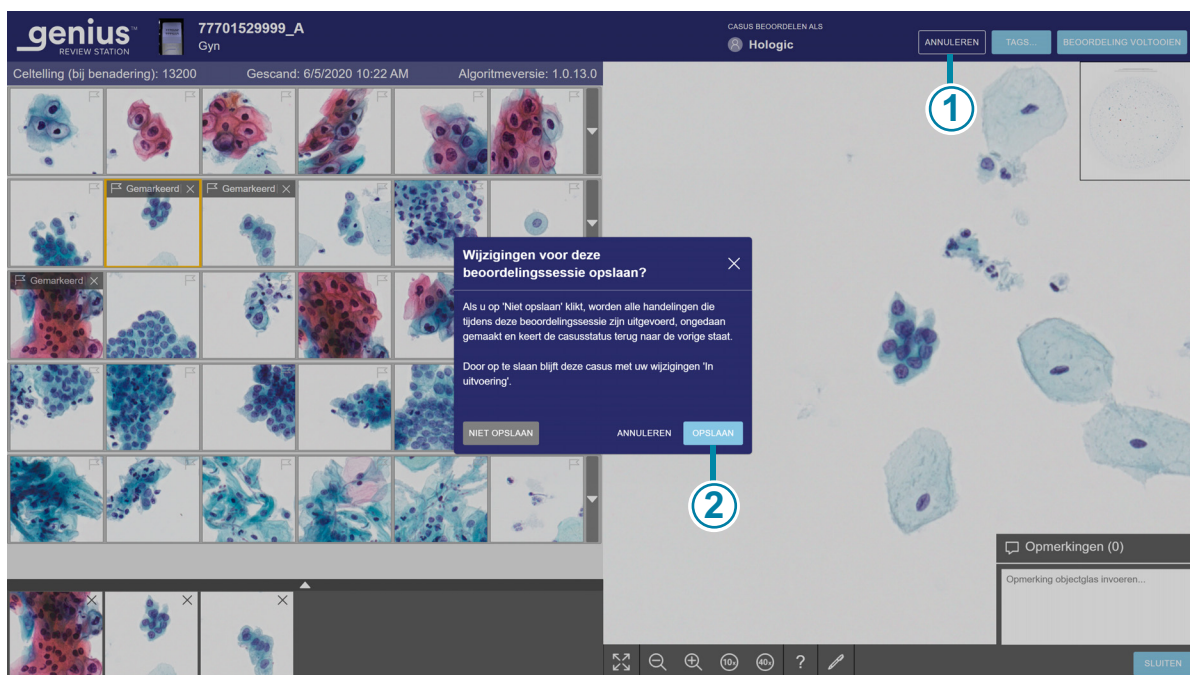 genius™
REVIEW STATION
77701529999_A
Gyn
CASUS BEOORDELEN ALS
Hologic
ANNULEREN
TAGS...
BEOORDELING VOLTOOIEN
Celtelling (bij benadering): 13200
Gescand: 6/5/2020 10:22 AM
Algoritmeversie: 1.0.13.0
1
Gemarkeerd
Gemarkeerd
Gemarkeerd
Wijzigingen voor deze
beoordelingssessie opslaan?
Als u op 'Niet opslaan' klikt, worden alle handelingen die
tijdens deze beoordelingssessie zijn uitgevoerd, ongedaan
gemaakt en keert de casusstatus terug naar de vorige staat.
Door op te slaan blijft deze casus met uw wijzigingen 'In
uitvoering'.
NIET OPSLAAN
ANNULEREN
OPSLAAN
2
Opmerkingen (0)
Opmerking objectglas invoeren...
10x
40x
?
SLUITEN